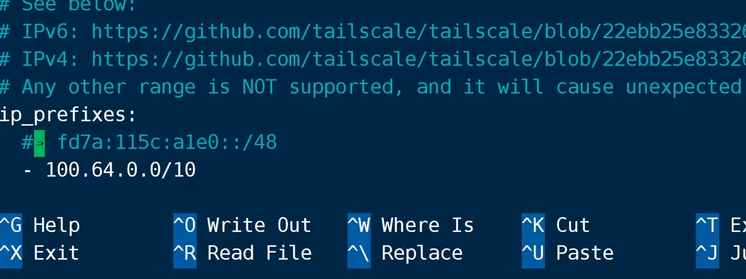 # See below:
# IPv6: https://github.com/tailscale/tailscale/blob/22ebb25e83326
# IPv4: https://github.com/tailscale/tailscale/blob/22ebb25e83326
# Any other range is NOT supported, and it will cause unexpected
ip_prefixes:
  #- fd7a:115c:a1e0::/48
  - 100.64.0.0/10
^G Help ^O Write Out ^W Where Is ^K Cut ^T Ex
^X Exit ^R Read File ^\ Replace ^U Paste ^J Ju